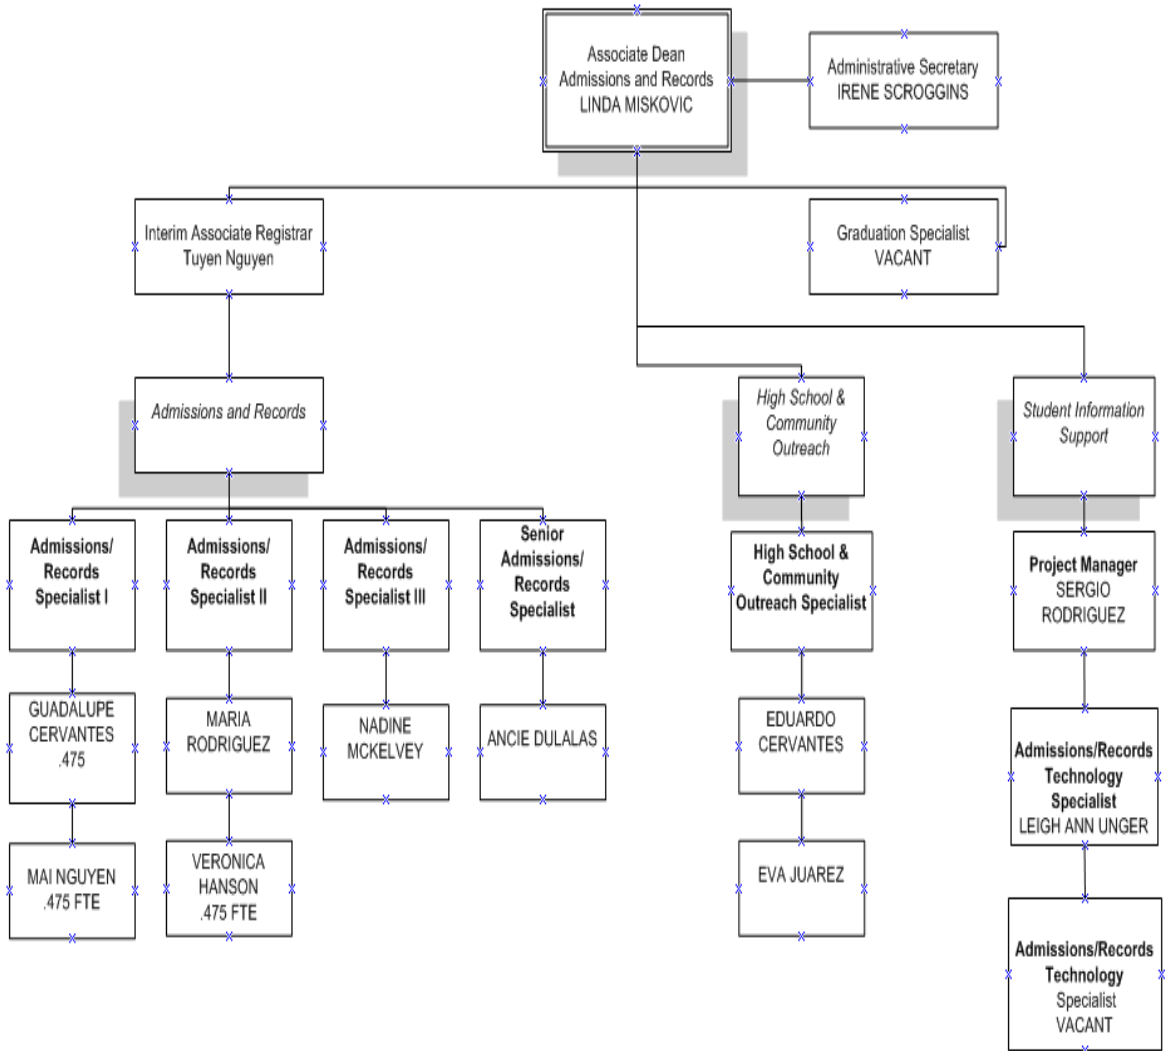 Associate Dean
Admissions and Records
LINDA MISKOVIC
Administrative Secretary
IRENE SCROGGINS
Interim Associate Registrar
Tuyen Nguyen
Graduation Specialist
VACANT
Admissions and Records
High School &
Community
Outreach
Student Information
Support
Admissions/
Records
Specialist I
Admissions/
Records
Specialist II
Admissions/
Records
Specialist III
Senior
Admissions/
Records
Specialist
High School &
Community
Outreach Specialist
Project Manager
SERGIO
RODRIGUEZ
GUADALUPE
CERVANTES
.475
MARIA
RODRIGUEZ
NADINE
MCKELVEY
ANCIE DULALAS
EDUARDO
CERVANTES
Admissions/Records
Technology
Specialist
LEIGH ANN UNGER
MAI NGUYEN
.475 FTE
VERONICA
HANSON
.475 FTE
EVA JUAREZ
Admissions/Records
Technology
Specialist
VACANT